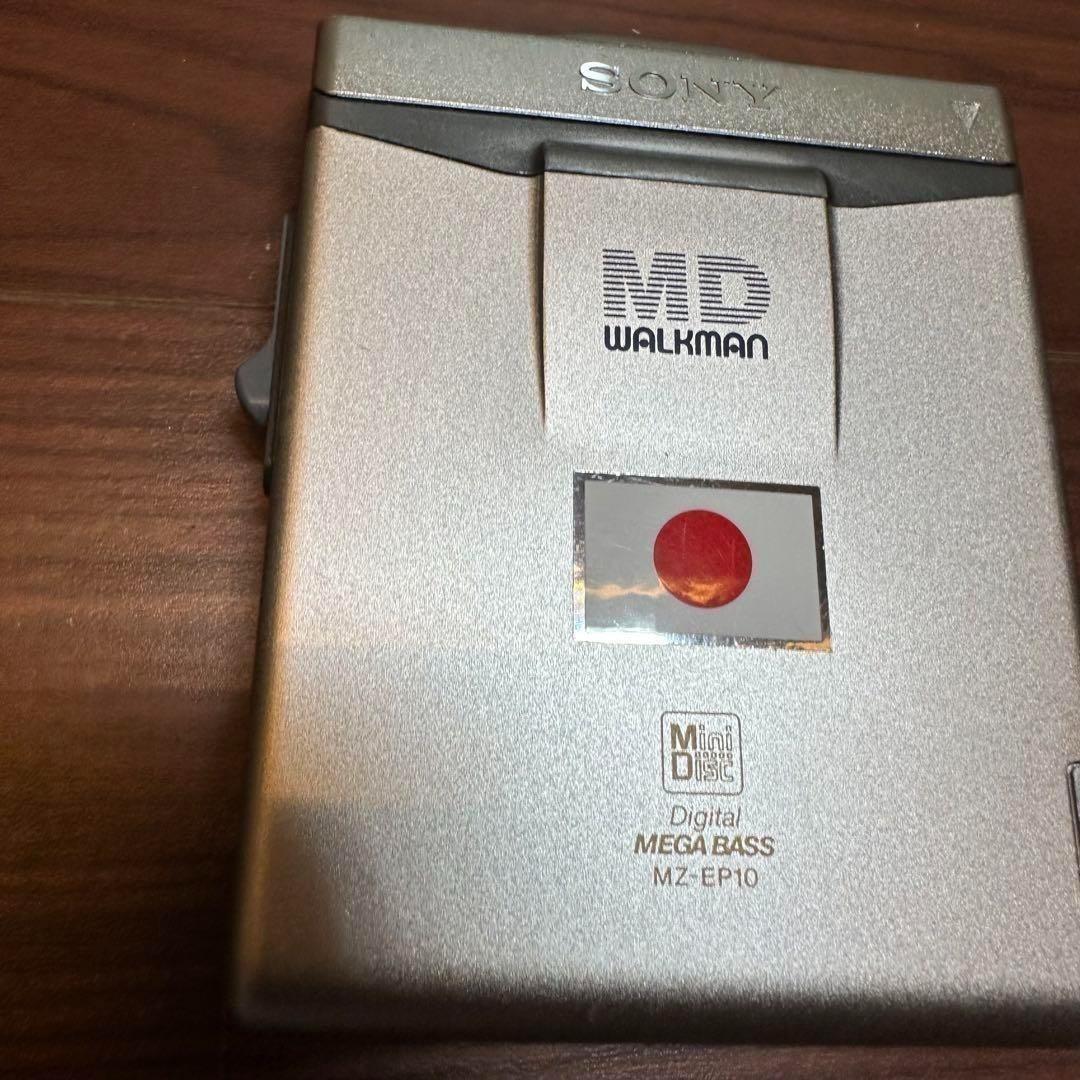 SONY
MD
WALKMAN
Mini
Disc
Digital
MEGA BASS
MZ-EP10